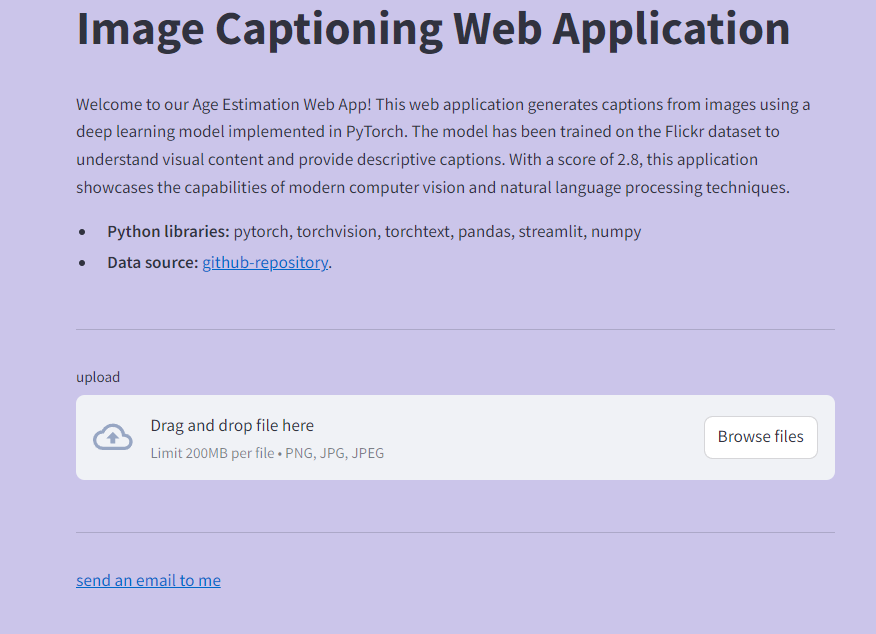 Image Captioning Web Application
Welcome to our Age Estimation Web App! This web application generates captions from images using a
deep learning model implemented in PyTorch. The model has been trained on the Flickr dataset to
understand visual content and provide descriptive captions. With a score of 2.8, this application
showcases the capabilities of modern computer vision and natural language processing techniques.
• Python libraries: pytorch, torchvision, torchtext, pandas, streamlit, numpy
• Data source: github-repository.
upload
Drag and drop file here
Limit 200MB per file • PNG, JPG, JPEG
Browse files
send an email to me